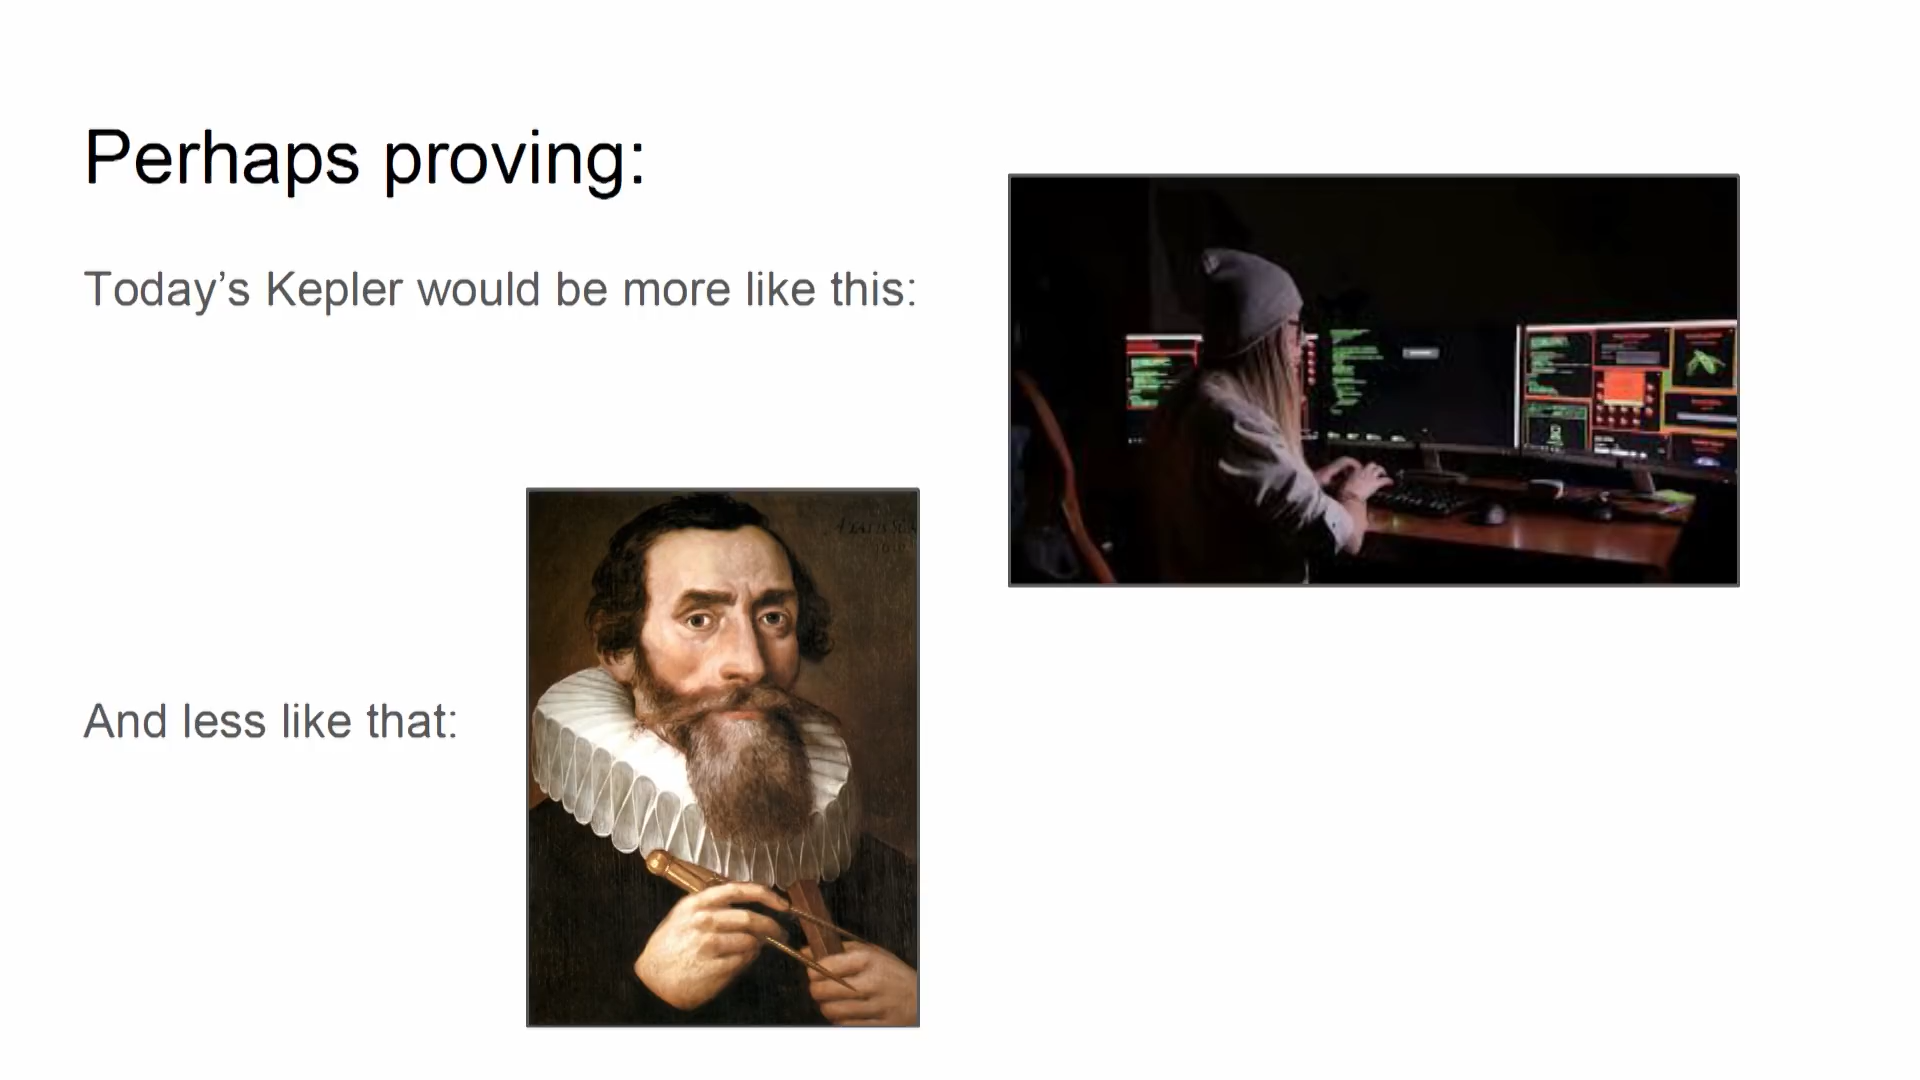 Perhaps proving:
Today’s Kepler would be more like this:
And less like that: